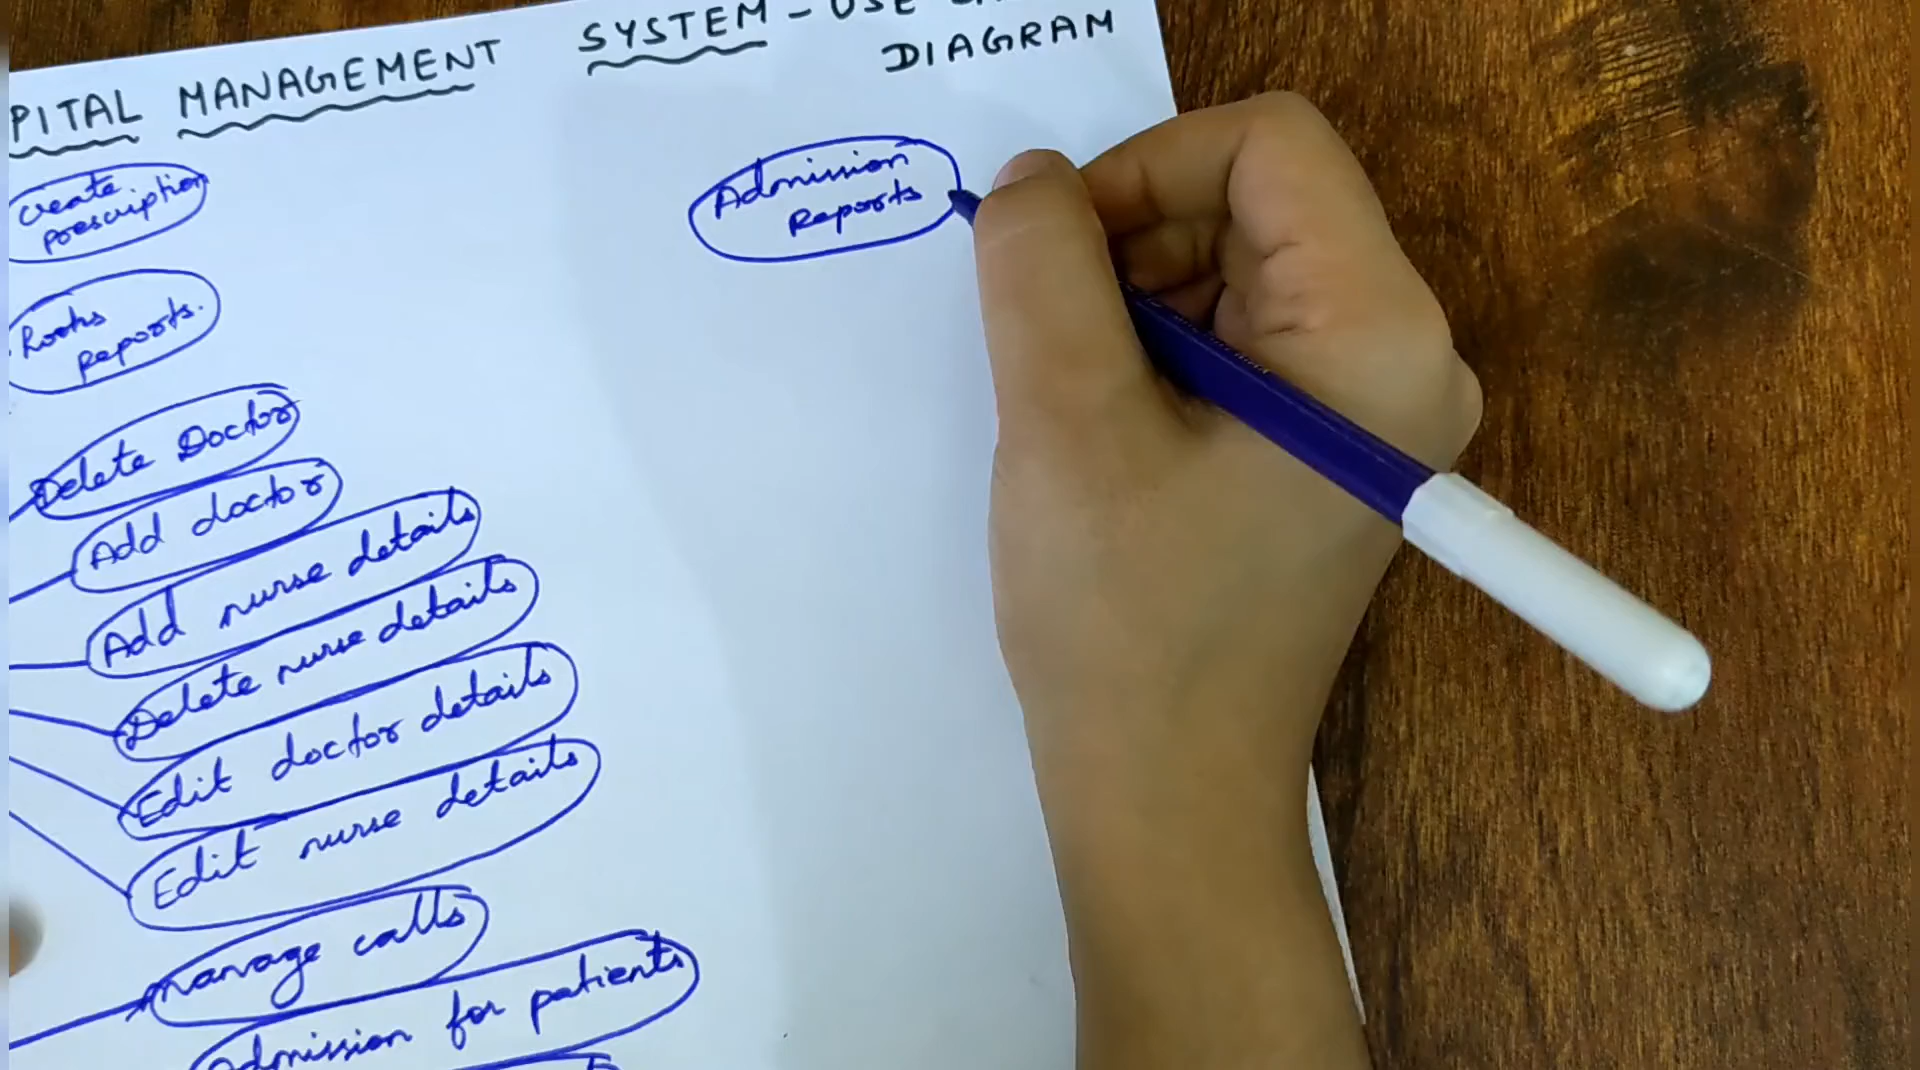 PITAL MANAGEMENT SYSTEM - USE
DIAGRAM
Create
Prescription
Admission
Reports
Reports.
Delete Doctor
Add doctor
Add nurse details
Delete nurse details
Edit doctor details
Edit nurse details
manage calls
Admission for patients